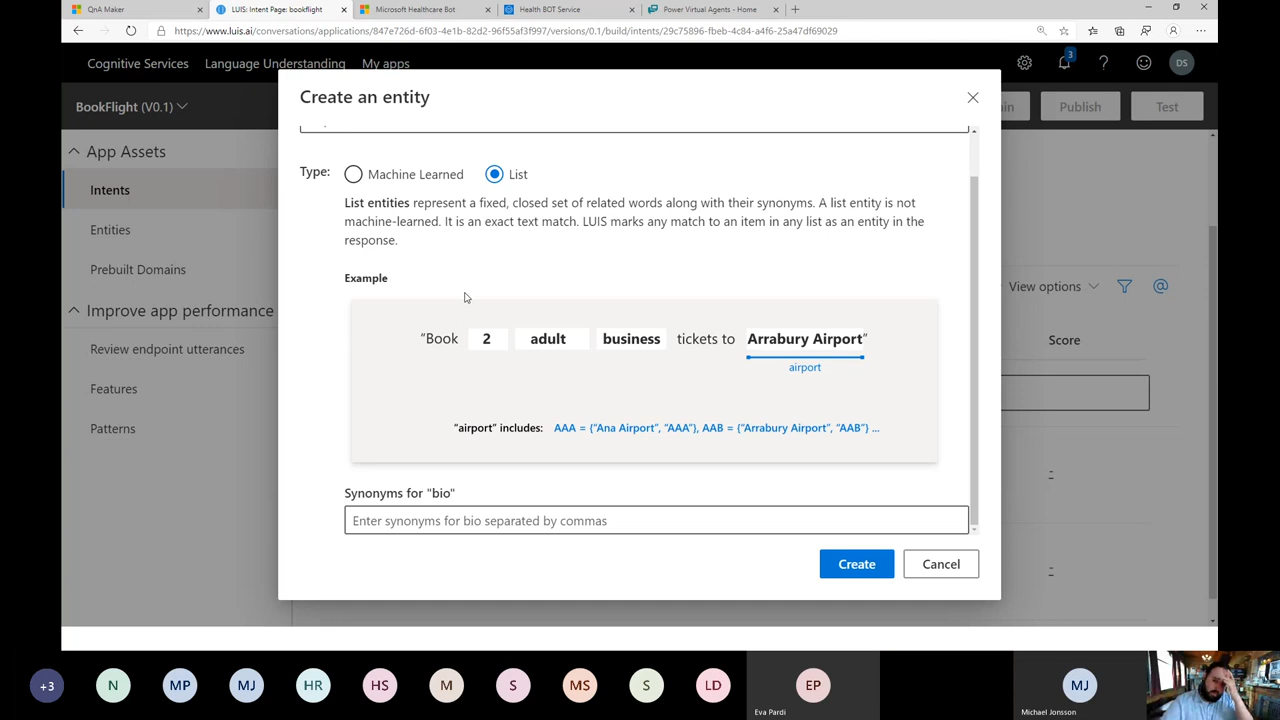 QnA Maker
LUIS: Intent Page: bookflight
Microsoft Healthcare Bot
Health BOT Service
Power Virtual Agents - Home
https://www.luis.ai/conversations/applications/847e726d-6f03-4e1b-82d2-96f55af3f997/versions/0.1/build/intents/29c75896-fbeb-4c84-a4f6-25a47df69029
Cognitive Services
Language Understanding
My apps
3
DS
BookFlight (V0.1)
Publish
Test
App Assets
Intents
Entities
Prebuilt Domains
Improve app performance
Review endpoint utterances
Features
Patterns
View options
Score
Create an entity
Type:
Machine Learned
List
List entities represent a fixed, closed set of related words along with their synonyms. A list entity is not
machine-learned. It is an exact text match. LUIS marks any match to an item in any list as an entity in the
response.
Example
“Book 2 adult business tickets to Arrabury Airport”
airport
“airport” includes: AAA = {“Ana Airport”, “AAA”}, AAB = {“Arrabury Airport”, “AAB”} ...
Synonyms for "bio"
Enter synonyms for bio separated by commas
Create
Cancel
+3
N
MP
MJ
HR
HS
M
S
MS
S
LD
EP
Eva Pardi
MJ
Michael Jonsson